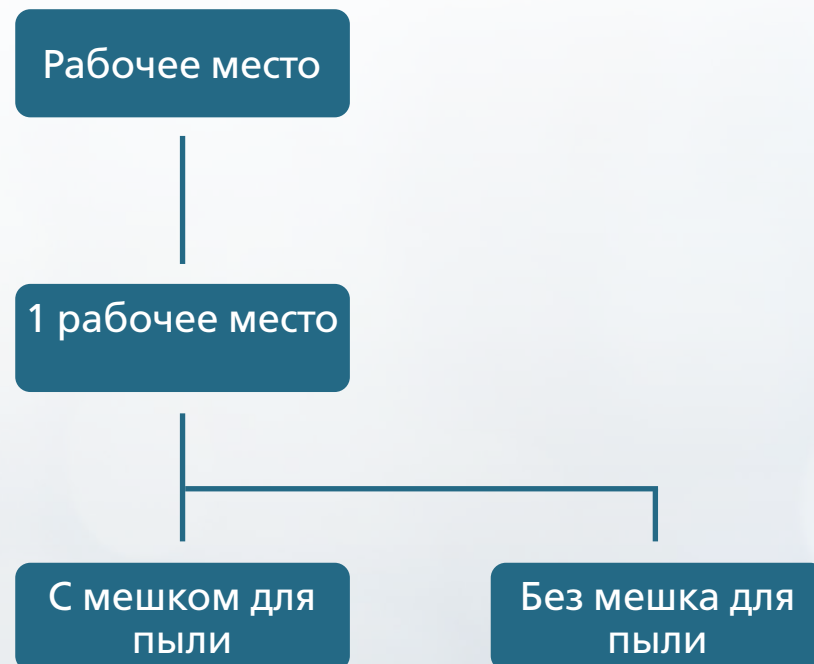 Рабочее место
1 рабочее место
С мешком для
пыли
Без мешка для
пыли